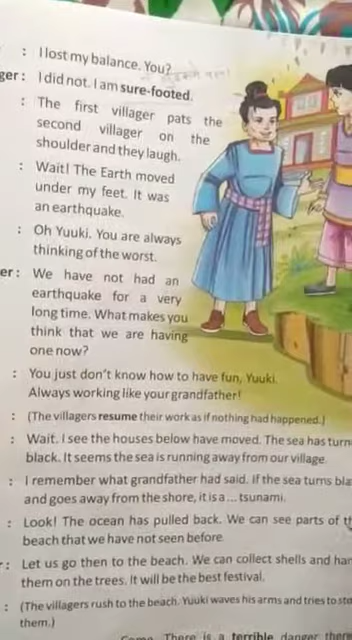 : I lost my balance. You?
ger : I did not. I am sure-footed.
: The first villager pats the
second villager on the
shoulder and they laugh.
: Wait! The Earth moved
under my feet. It was
an earthquake.
: Oh Yuuki. You are always
thinking of the worst.
er : We have not had an
earthquake for a very
long time. What makes you
think that we are having
one now?
: You just don't know how to have fun, Yuuki.
Always working like your grandfather!
: (The villagers resume their work as if nothing had happened.)
: Wait. I see the houses below have moved. The sea has turn
black. It seems the sea is running away from our village.
: I remember what grandfather had said. If the sea turns bla
and goes away from the shore, it is a ... tsunami.
: Look! The ocean has pulled back. We can see parts of th
beach that we have not seen before.
r : Let us go then to the beach. We can collect shells and han
them on the trees. It will be the best festival.
: (The villagers rush to the beach. Yuuki waves his arms and tries to sto
them.)
Come. There is a terrible danger ther